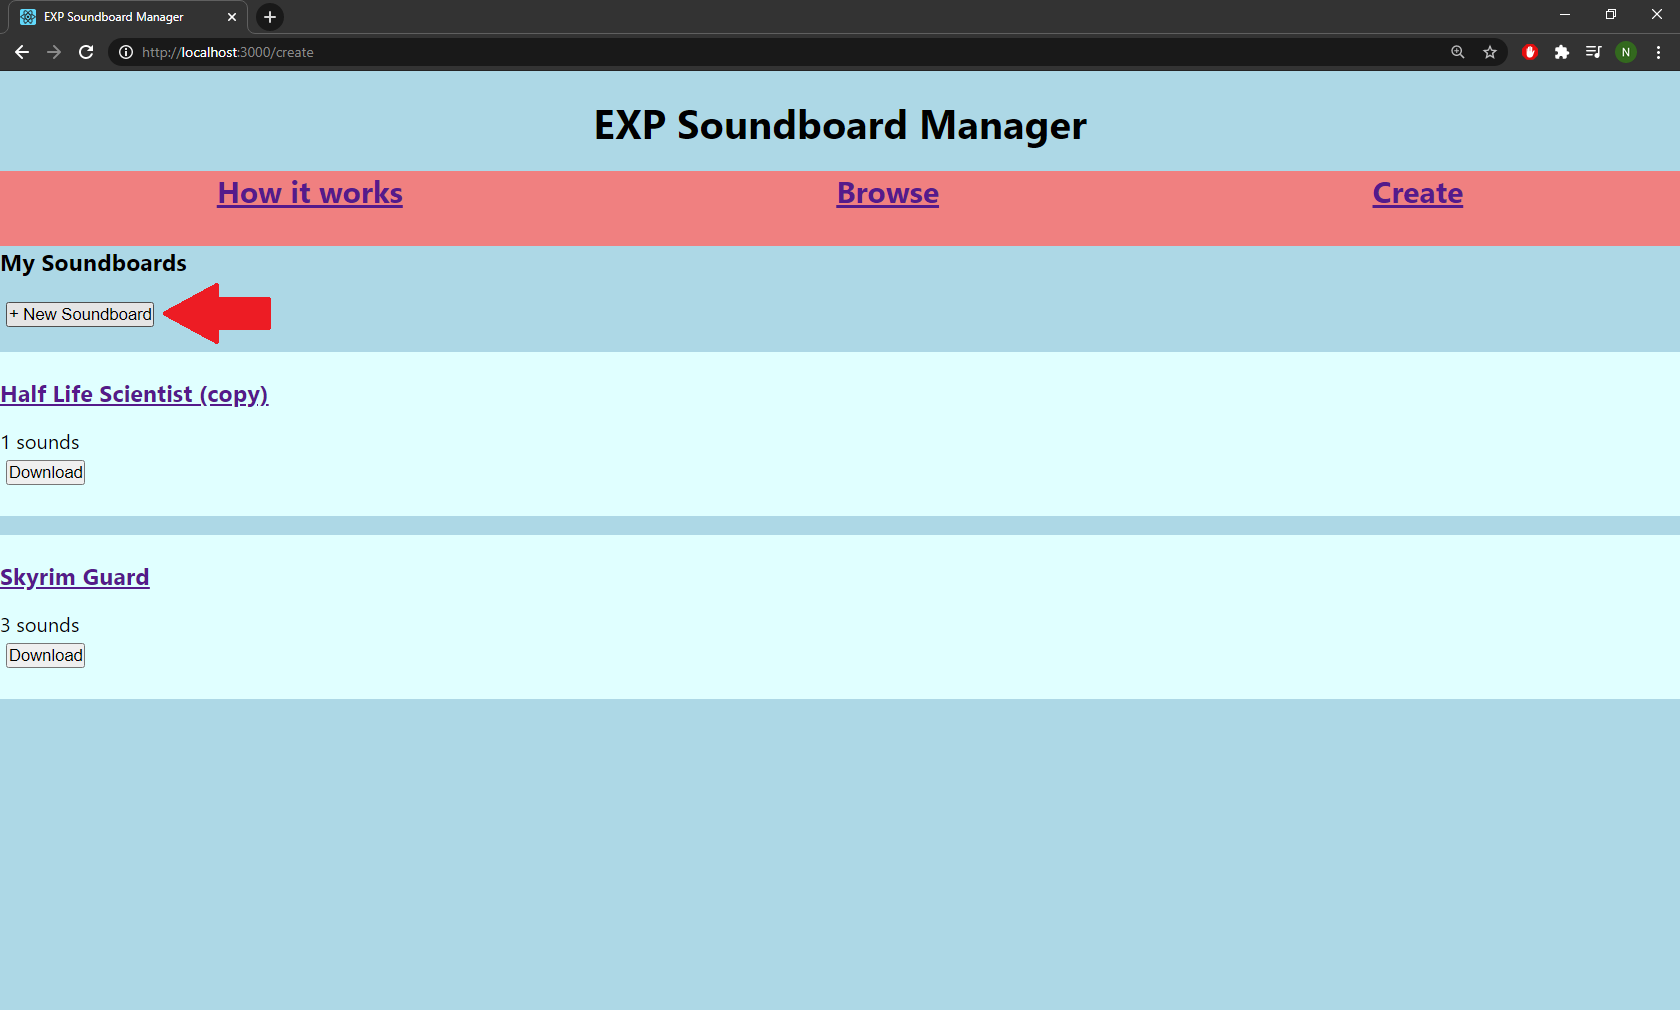 EXP Soundboard Manager
http://localhost:3000/create
N
EXP Soundboard Manager
How it works Browse Create
My Soundboards
+ New Soundboard
Half Life Scientist (copy)
1 sounds
Download
Skyrim Guard
3 sounds
Download